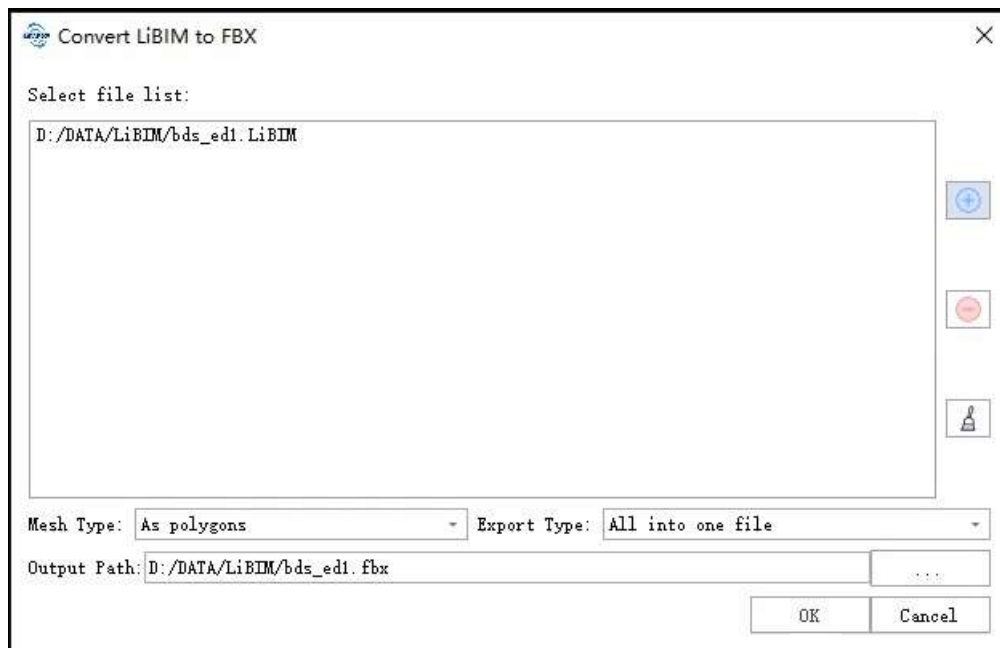 Convert LiBIM to FBX
Select file list:
D:/DATA/LiBIM/bds_ed1.LiBIM
Mesh Type: As polygons Export Type: All into one file
Output Path: D:/DATA/LiBIM/bds_ed1.fbx ...
OK Cancel